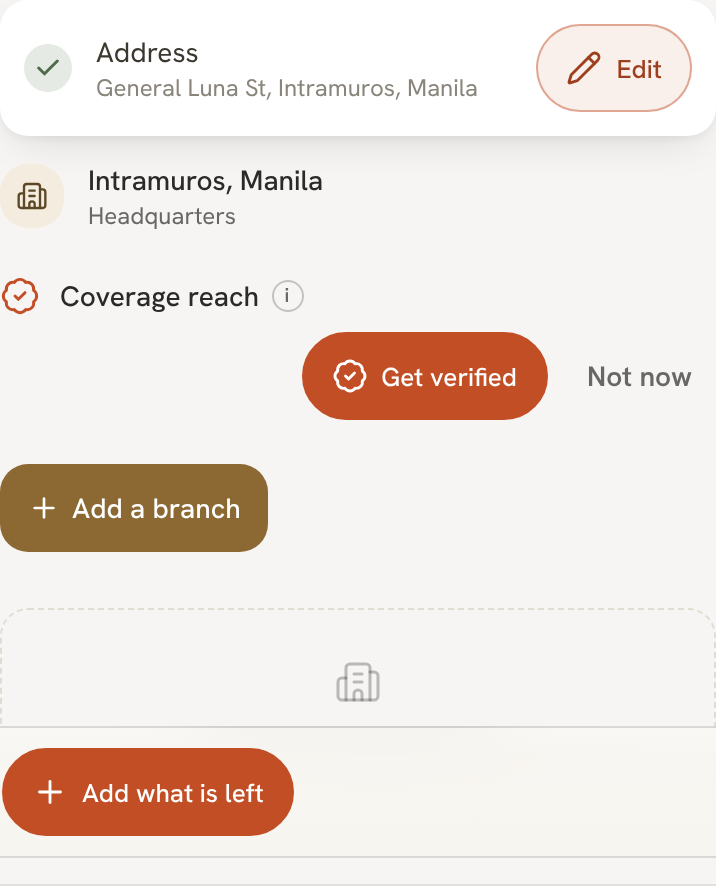 Address
General Luna St, Intramuros, Manila
Edit
Intramuros, Manila
Headquarters
Coverage reach
i
Get verified
Not now
Add a branch
Add what is left